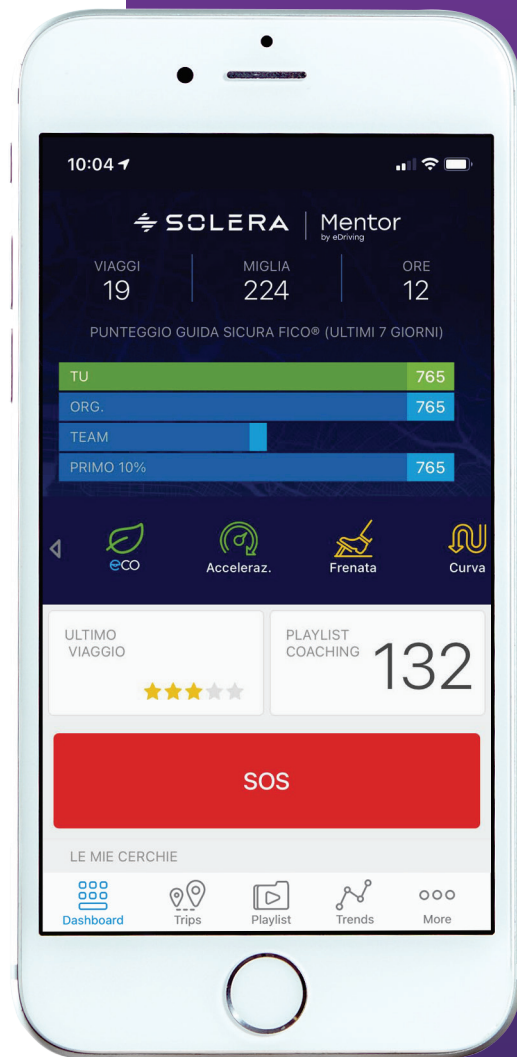 10:04
SOLERA Mentor
by eDriving
VIAGGI MIGLIA ORE
19 224 12
PUNTEGGIO GUIDA SICURA FICO® (ULTIMI 7 GIORNI)
TU 765
ORG. 765
TEAM
PRIMO 10% 765
eco Acceleraz. Frenata Curva
ULTIMO
VIAGGIO
PLAYLIST
COACHING 132
SOS
LE MIE CERCHIE
Dashboard Trips Playlist Trends More